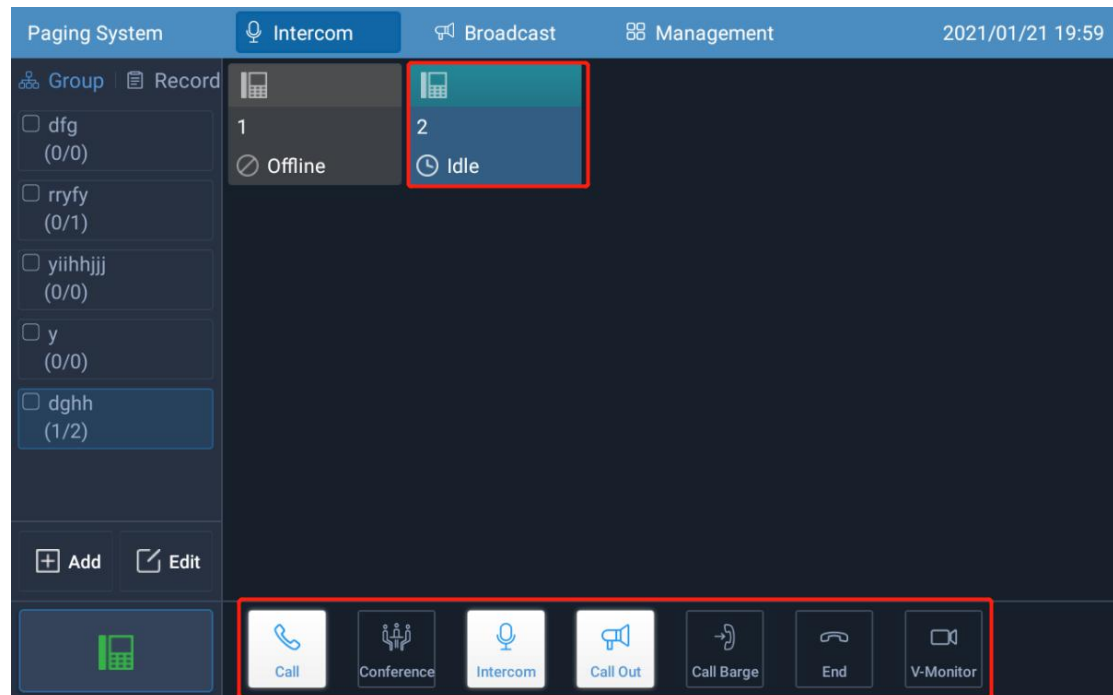 Paging System
Intercom
Broadcast
Management
2021/01/21 19:59
Group
Record
dfg
(0/0)
rryfy
(0/1)
yiihhjjj
(0/0)
y
(0/0)
dghh
(1/2)
1
Offline
2
Idle
Add
Edit
Call
Conference
Intercom
Call Out
Call Barge
End
V-Monitor